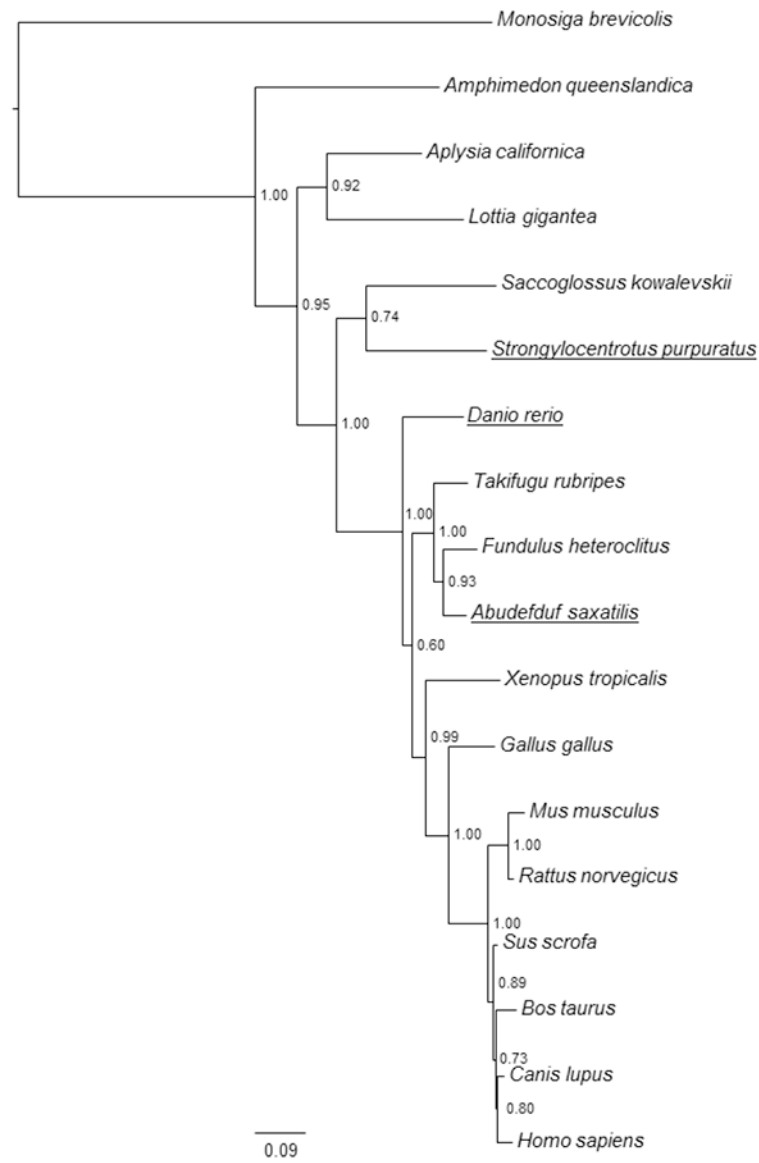 Monosiga brevicolis
Amphimedon queenslandica
Aplysia californica
0.92
1.00
Lottia gigantea
Saccoglossus kowalevskii
0.95
0.74
Strongylocentrotus purpuratus
Danio rerio
1.00
Takifugu rubripes
1.00
1.00
Fundulus heteroclitus
0.93
Abudefduf saxatilis
0.60
Xenopus tropicalis
0.99
Gallus gallus
Mus musculus
1.00
1.00
Rattus norvegicus
1.00
Sus scrofa
0.89
Bos taurus
0.73
Canis lupus
0.80
Homo sapiens
0.09